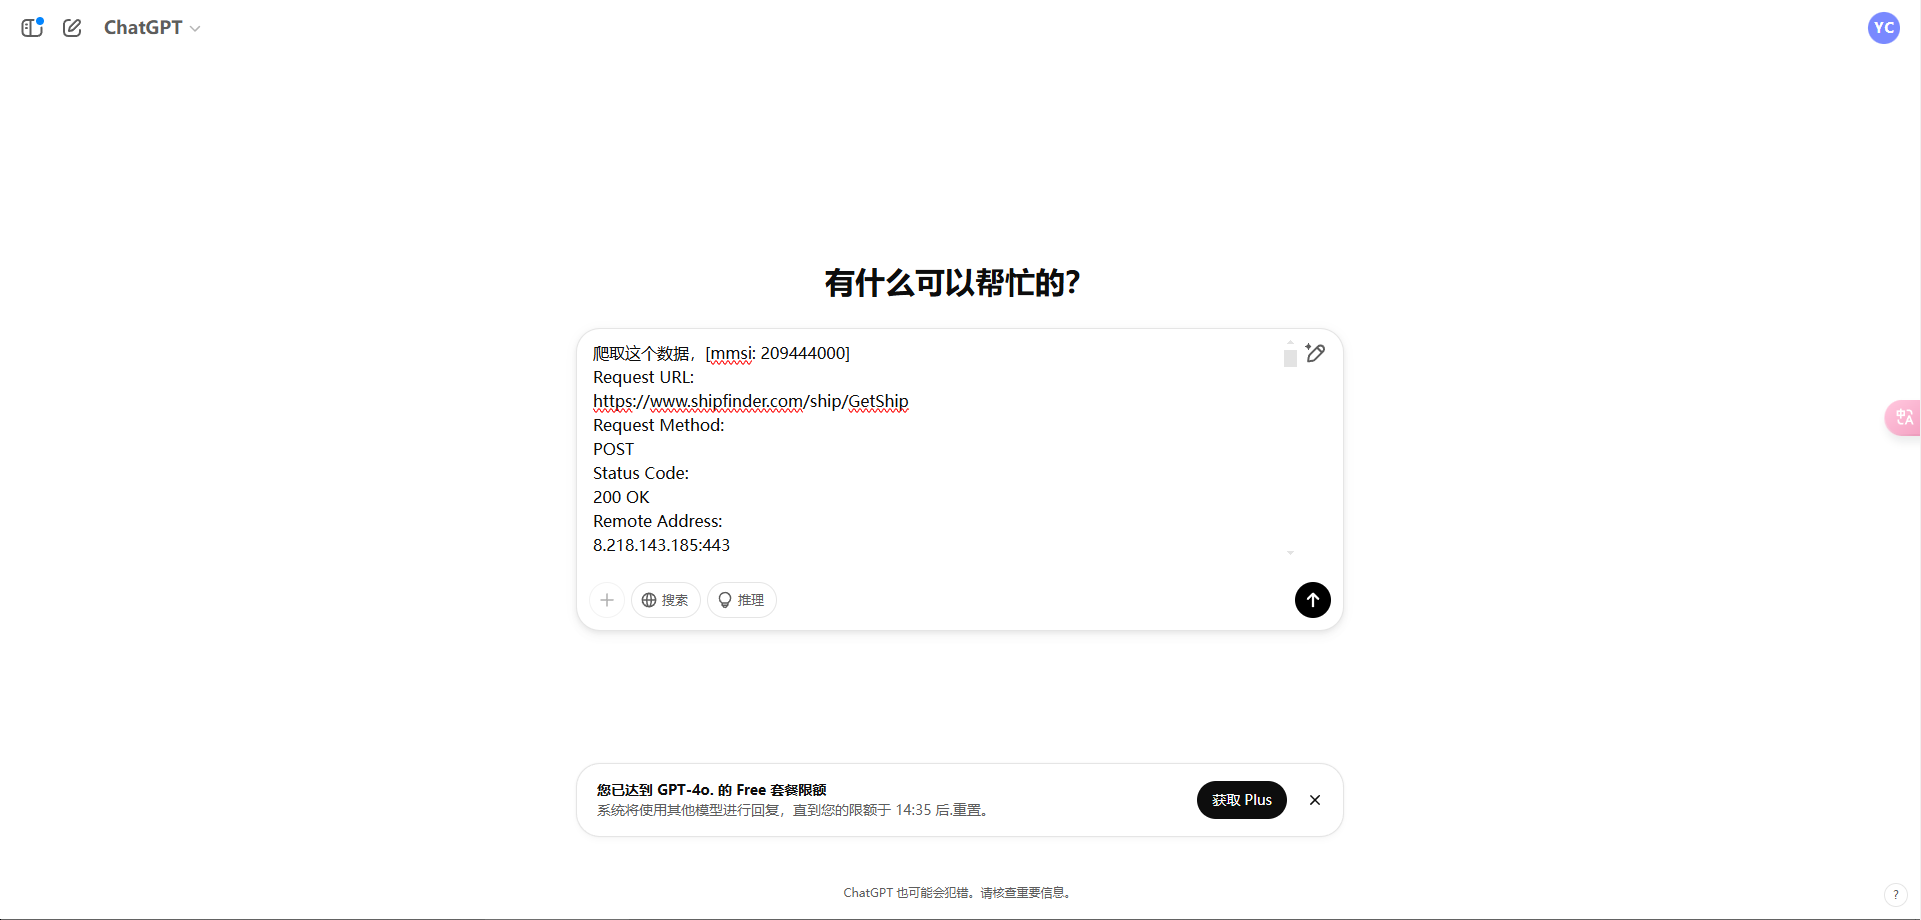 ChatGPT
YC
有什么可以帮忙的？
爬取这个数据，[mmsi: 209444000]
Request URL:
https://www.shipfinder.com/ship/GetShip
Request Method:
POST
Status Code:
200 OK
Remote Address:
8.218.143.185:443
搜索
推理
您已达到 GPT-4o. 的 Free 套餐限额
系统将使用其他模型进行回复，直到您的限额于 14:35 后.重置。
获取 Plus
ChatGPT 也可能会犯错。请核查重要信息。
?